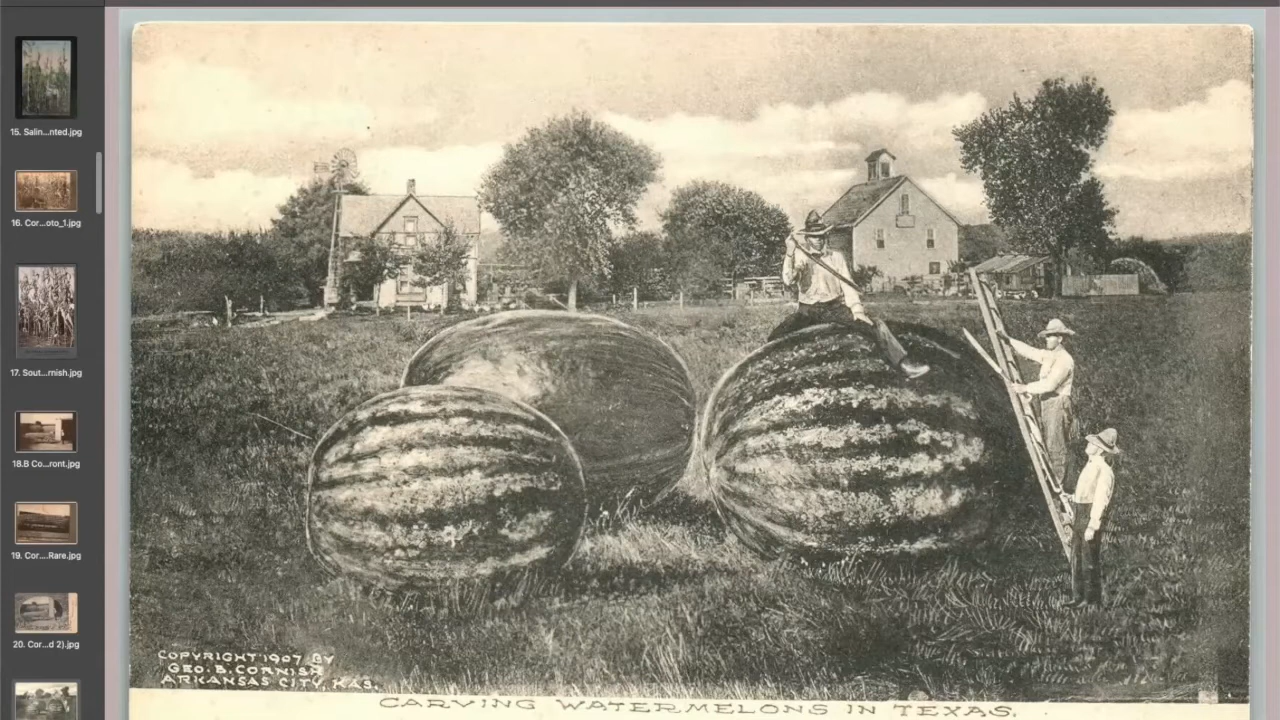 15. Salin...nted.jpg
16. Cor...oto_1.jpg
17. Sout...rnish.jpg
18.B Co...ront.jpg
19. Cor....Rare.jpg
20. Cor...d 2).jpg
COPYRIGHT 1907 BY
GEO. B. CORNISH
ARKANSAS CITY, KAS.
CARVING WATERMELONS IN TEXAS.